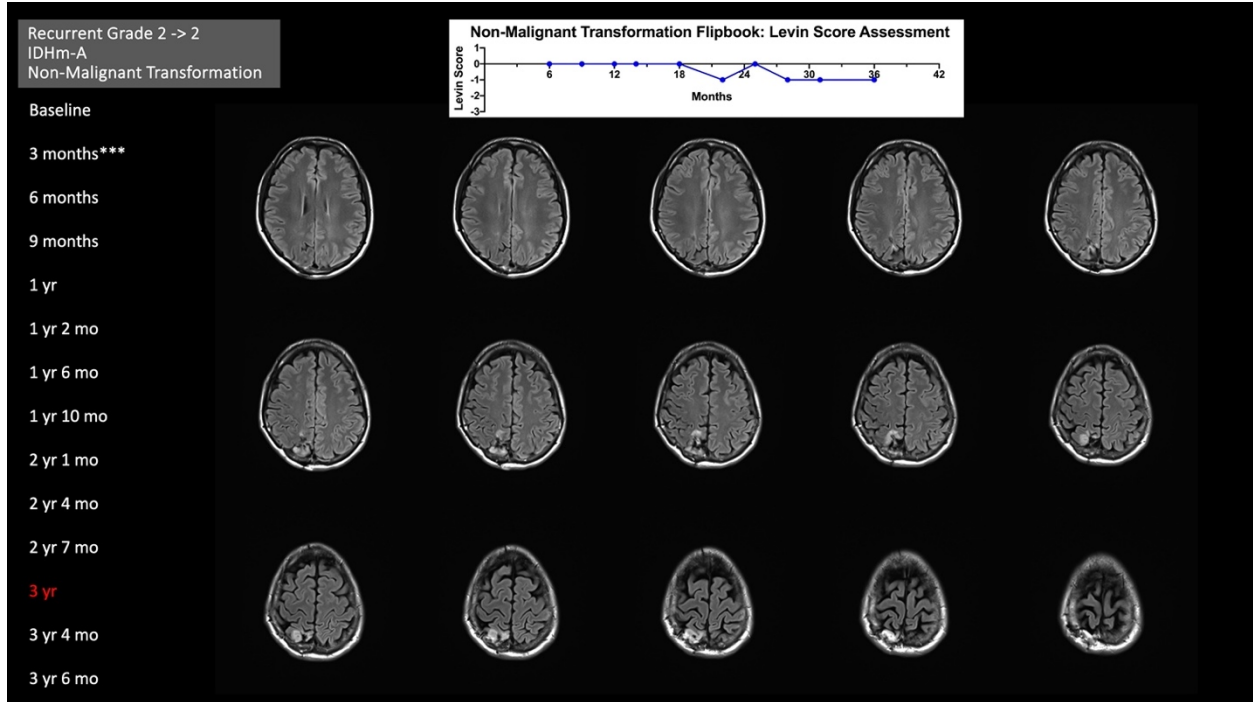 Recurrent Grade 2 -> 2
IDHm-A
Non-Malignant Transformation
Non-Malignant Transformation Flipbook: Levin Score Assessment
Levin Score
1
0
-1
-2
-3
6 12 18 24 30 36 42
Months
Baseline
3 months***
6 months
9 months
1 yr
1 yr 2 mo
1 yr 6 mo
1 yr 10 mo
2 yr 1 mo
2 yr 4 mo
2 yr 7 mo
3 yr
3 yr 4 mo
3 yr 6 mo